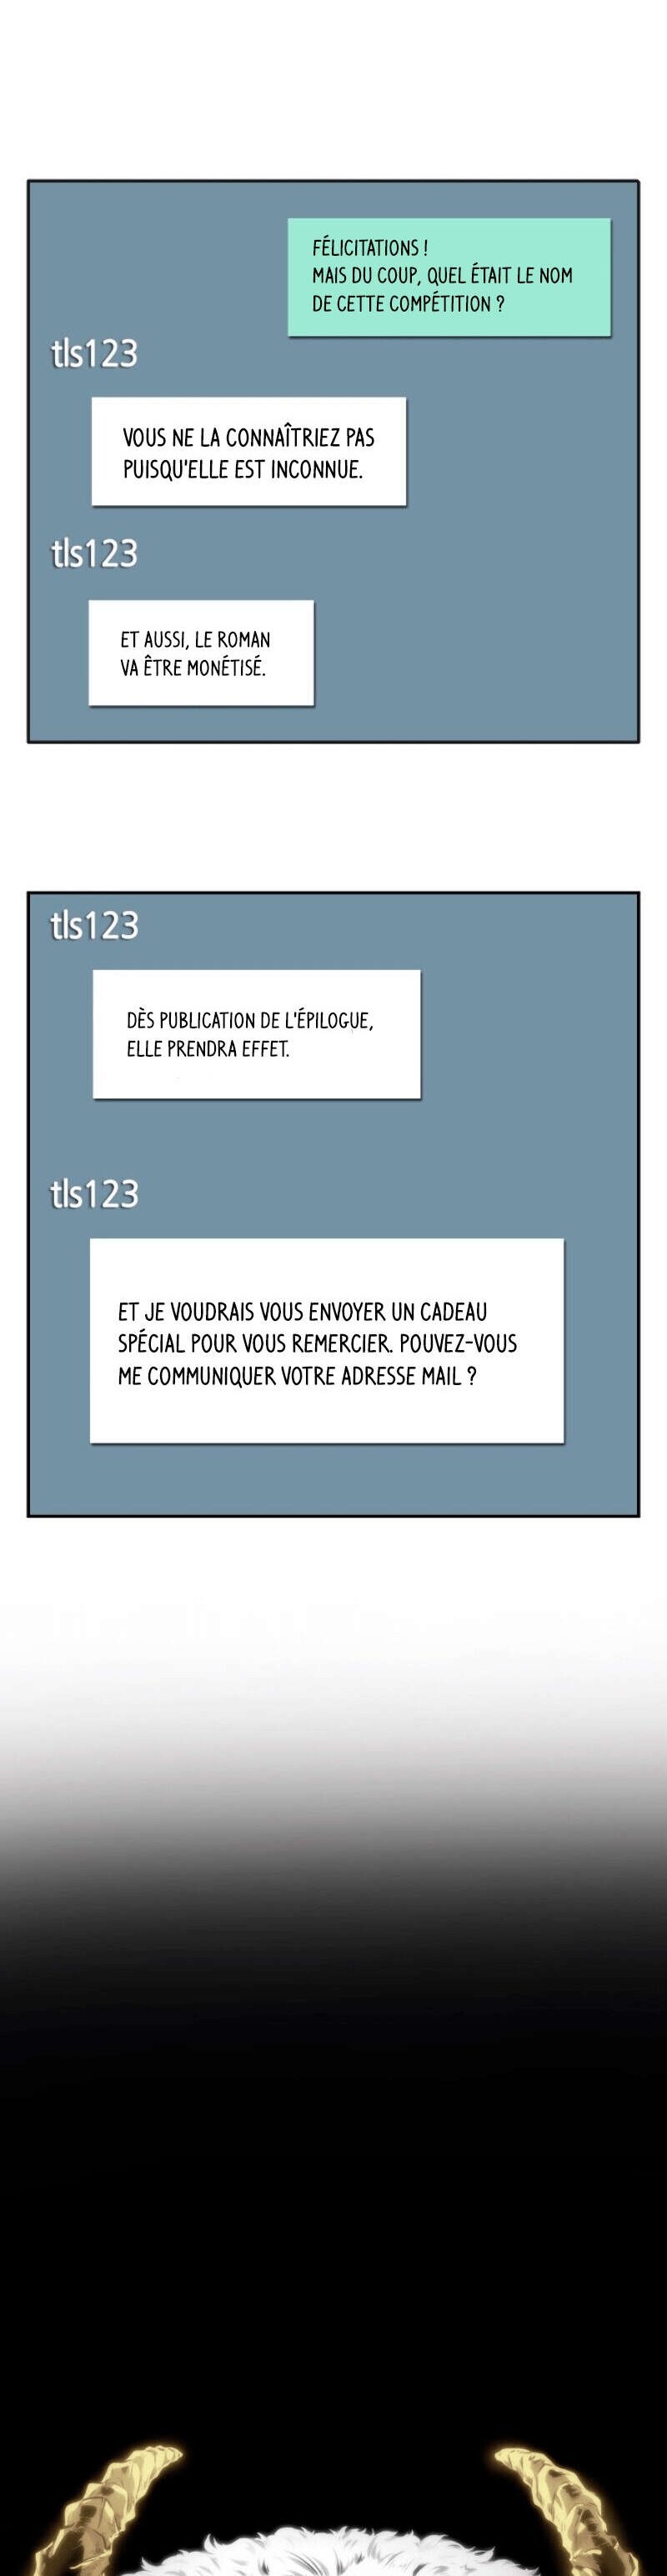 FÉLICITATIONS !
MAIS DU COUP, QUEL ÉTAIT LE NOM
DE CETTE COMPÉTITION ?
tls123
VOUS NE LA CONNAÎTRIEZ PAS
PUISQU'ELLE EST INCONNUE.
tls123
ET AUSSI, LE ROMAN
VA ÊTRE MONÉTISÉ.
tls123
DÈS PUBLICATION DE L'ÉPILOGUE,
ELLE PRENDRA EFFET.
tls123
ET JE VOUDRAIS VOUS ENVOYER UN CADEAU
SPÉCIAL POUR VOUS REMERCIER. POUVEZ-VOUS
ME COMMUNIQUER VOTRE ADRESSE MAIL ?